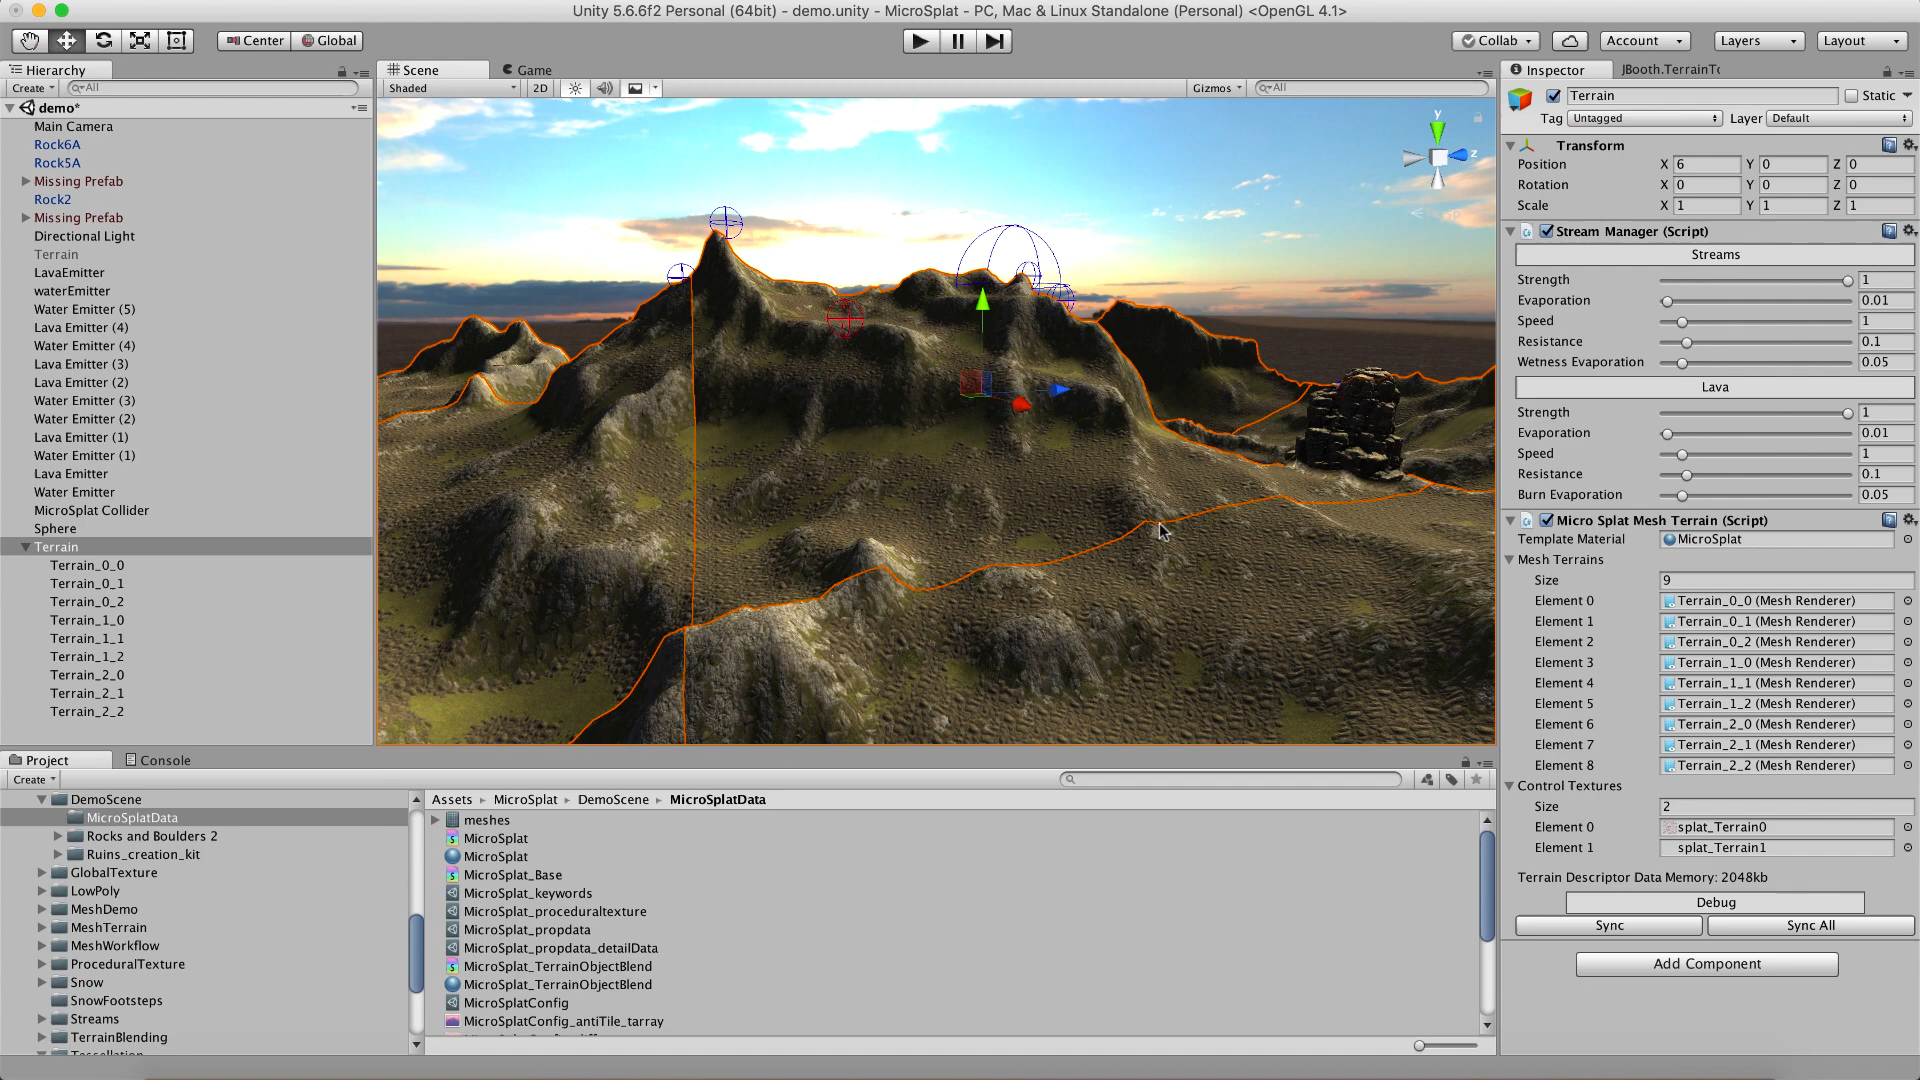 Unity 5.6.6f2 Personal (64bit) - demo.unity - MicroSplat - PC, Mac & Linux Standalone (Personal) <OpenGL 4.1>
Center Global
Collab Account Layers Layout
Hierarchy
Create All
demo*
Main Camera
Rock6A
Rock5A
Missing Prefab
Rock2
Missing Prefab
Directional Light
Terrain
LavaEmitter
waterEmitter
Water Emitter (5)
Lava Emitter (4)
Water Emitter (4)
Lava Emitter (3)
Lava Emitter (2)
Water Emitter (3)
Water Emitter (2)
Lava Emitter (1)
Water Emitter (1)
Lava Emitter
Water Emitter
MicroSplat Collider
Sphere
Terrain
Terrain_0_0
Terrain_0_1
Terrain_0_2
Terrain_1_0
Terrain_1_1
Terrain_1_2
Terrain_2_0
Terrain_2_1
Terrain_2_2
Scene Game
Shaded 2D Gizmos All
y
z
Inspector JBooth.TerrainTo
Terrain Static
Tag Untagged Layer Default
Transform
Position X 6 Y 0 Z 0
Rotation X 0 Y 0 Z 0
Scale X 1 Y 1 Z 1
Stream Manager (Script)
Streams
Strength 1
Evaporation 0.01
Speed 1
Resistance 0.1
Wetness Evaporation 0.05
Lava
Strength 1
Evaporation 0.01
Speed 1
Resistance 0.1
Burn Evaporation 0.05
Micro Splat Mesh Terrain (Script)
Template Material MicroSplat
Mesh Terrains
Size 9
Element 0 Terrain_0_0 (Mesh Renderer)
Element 1 Terrain_0_1 (Mesh Renderer)
Element 2 Terrain_0_2 (Mesh Renderer)
Element 3 Terrain_1_0 (Mesh Renderer)
Element 4 Terrain_1_1 (Mesh Renderer)
Element 5 Terrain_1_2 (Mesh Renderer)
Element 6 Terrain_2_0 (Mesh Renderer)
Element 7 Terrain_2_1 (Mesh Renderer)
Element 8 Terrain_2_2 (Mesh Renderer)
Control Textures
Size 2
Element 0 splat_Terrain0
Element 1 splat_Terrain1
Terrain Descriptor Data Memory: 2048kb
Debug
Sync Sync All
Add Component
Project Console
Create
DemoScene
MicroSplatData
Rocks and Boulders 2
Ruins_creation_kit
GlobalTexture
LowPoly
MeshDemo
MeshTerrain
MeshWorkflow
ProceduralTexture
Snow
SnowFootsteps
Streams
TerrainBlending
Tessellation
Assets MicroSplat DemoScene MicroSplatData
meshes
MicroSplat
MicroSplat
MicroSplat_Base
MicroSplat_keywords
MicroSplat_proceduraltexture
MicroSplat_propdata
MicroSplat_propdata_detailData
MicroSplat_TerrainObjectBlend
MicroSplat_TerrainObjectBlend
MicroSplatConfig
MicroSplatConfig_antiTile_tarray